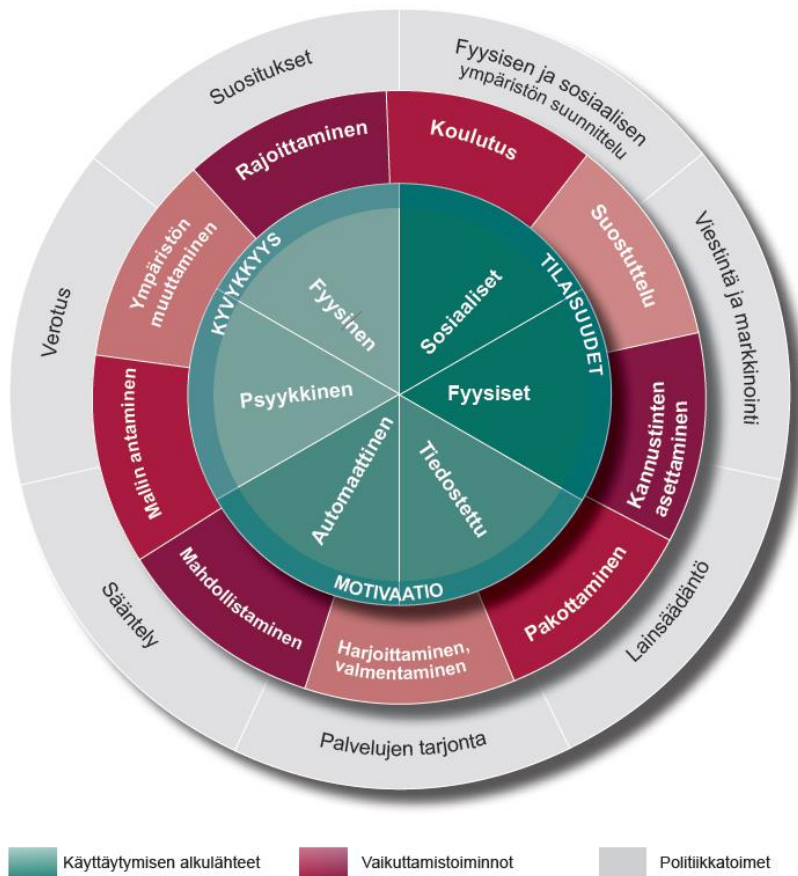 Suositukset
Fyysisen ja sosiaalisen
ympäristön suunnittelu
Viestintä ja markkinointi
Lainsäädäntö
Palvelujen tarjonta
Sääntely
Verotus
Rajoittaminen
Koulutus
Suostuttelu
Kannustinten
asettaminen
Pakottaminen
Harjoittaminen,
valmentaminen
Mahdollistaminen
Mallin antaminen
Ympäristön
muuttaminen
KYVYKKYYS
TILAISUUDET
MOTIVAATIO
Fyysinen
Sosiaaliset
Fyysiset
Tiedostettu
Automaattinen
Psyykkinen
Käyttäytymisen alkulähteet
Vaikuttamistoiminnot
Politiikkatoimet